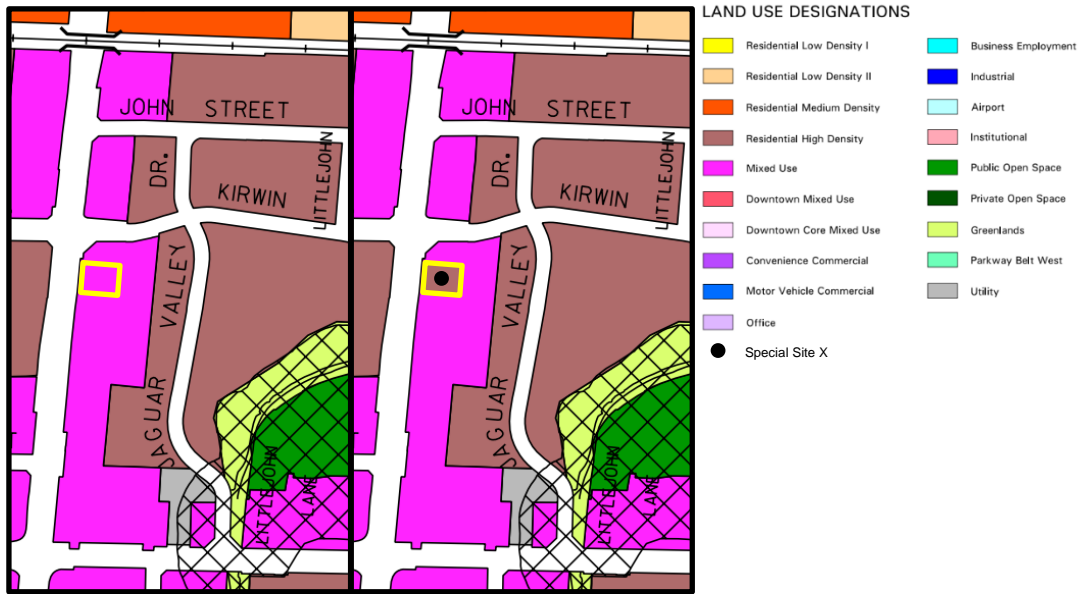 LAND USE DESIGNATIONS
Residential Low Density I
Residential Low Density II
Residential Medium Density
Residential High Density
Mixed Use
Downtown Mixed Use
Downtown Core Mixed Use
Convenience Commercial
Motor Vehicle Commercial
Office
Special Site X
Business Employment
Industrial
Airport
Institutional
Public Open Space
Private Open Space
Greenlands
Parkway Belt West
Utility
JOHN STREET
LITTLEJOHN
DR.
KIRWIN
VALLEY
JAGUAR
LITTLEJOHN
LANE
JOHN STREET
LITTLEJOHN
DR.
KIRWIN
VALLEY
JAGUAR
LITTLEJOHN
LANE